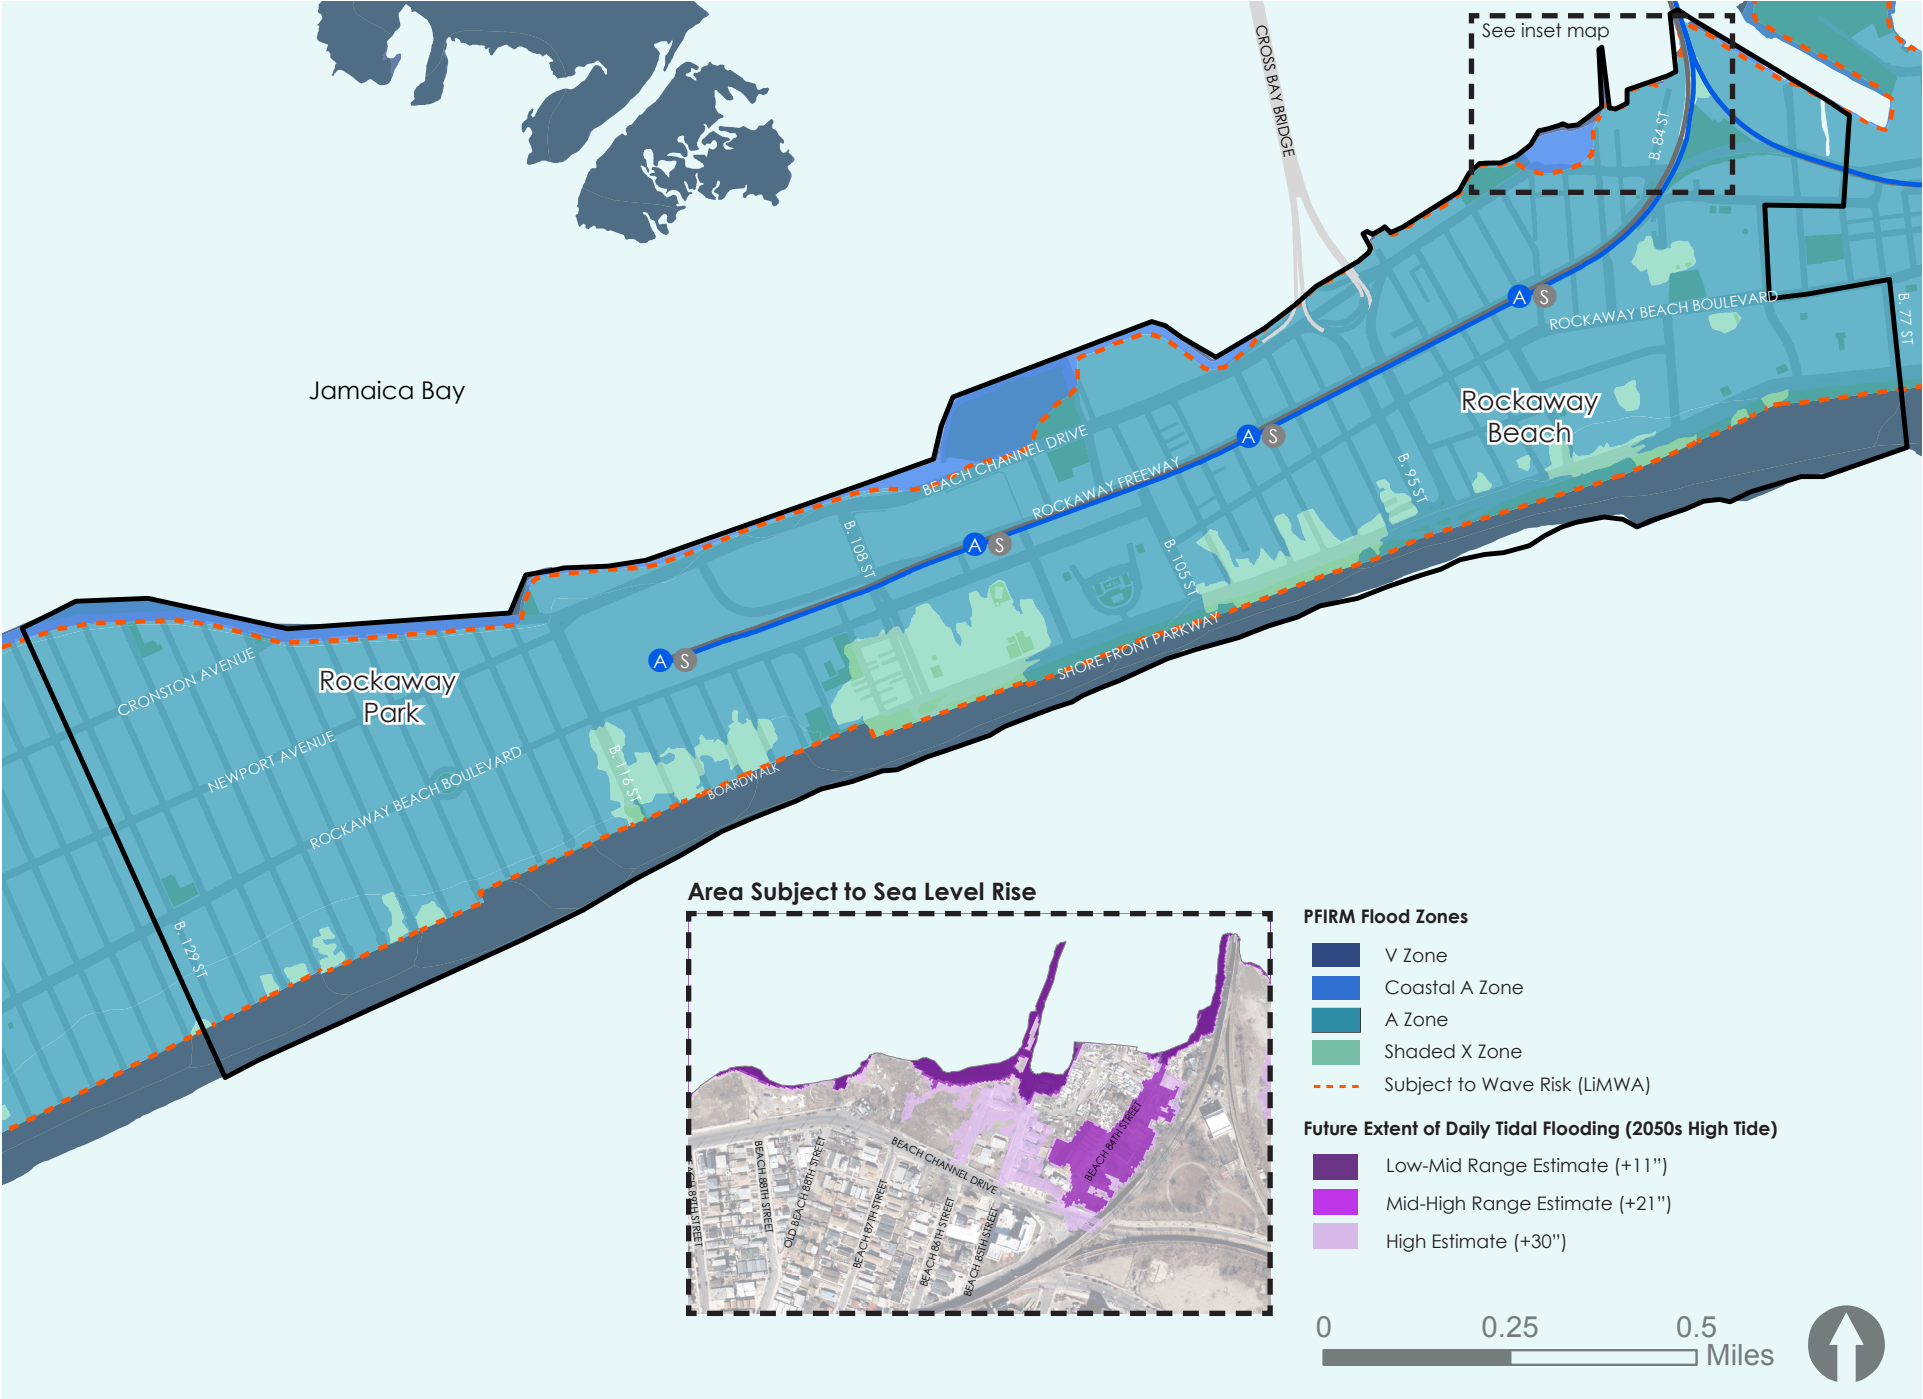 See inset map
CROSS BAY BRIDGE
B. 84 ST
A S
ROCKAWAY BEACH BOULEVARD
B. 77 ST
Jamaica Bay
Rockaway
Beach
A S
BEACH CHANNEL DRIVE
ROCKAWAY FREEWAY
B. 95 ST
B. 108 ST
A S
B. 105 ST
A S
SHORE FRONT PARKWAY
CRONSTON AVENUE
Rockaway
Park
NEWPORT AVENUE
ROCKAWAY BEACH BOULEVARD
B. 116 ST
BOARDWALK
B. 129 ST
Area Subject to Sea Level Rise
BEACH 84TH STREET
BEACH CHANNEL DRIVE
BEACH 88TH STREET
OLD BEACH 88TH STREET
BEACH 87TH STREET
BEACH 86TH STREET
BEACH 85TH STREET
89TH STREET
PFIRM Flood Zones
V Zone
Coastal A Zone
A Zone
Shaded X Zone
Subject to Wave Risk (LiMWA)
Future Extent of Daily Tidal Flooding (2050s High Tide)
Low-Mid Range Estimate (+11”)
Mid-High Range Estimate (+21”)
High Estimate (+30”)
0 0.25 0.5
Miles